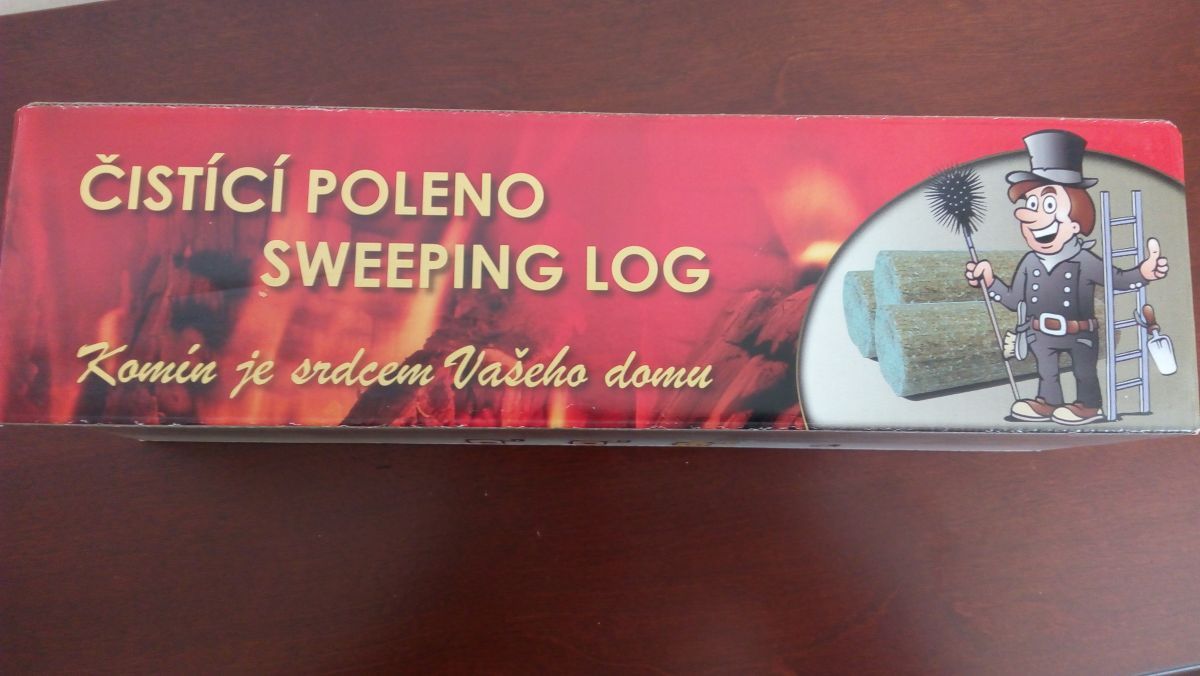 ČISTÍCÍ POLENO
SWEEPING LOG
Komín je srdcem Vašeho domu